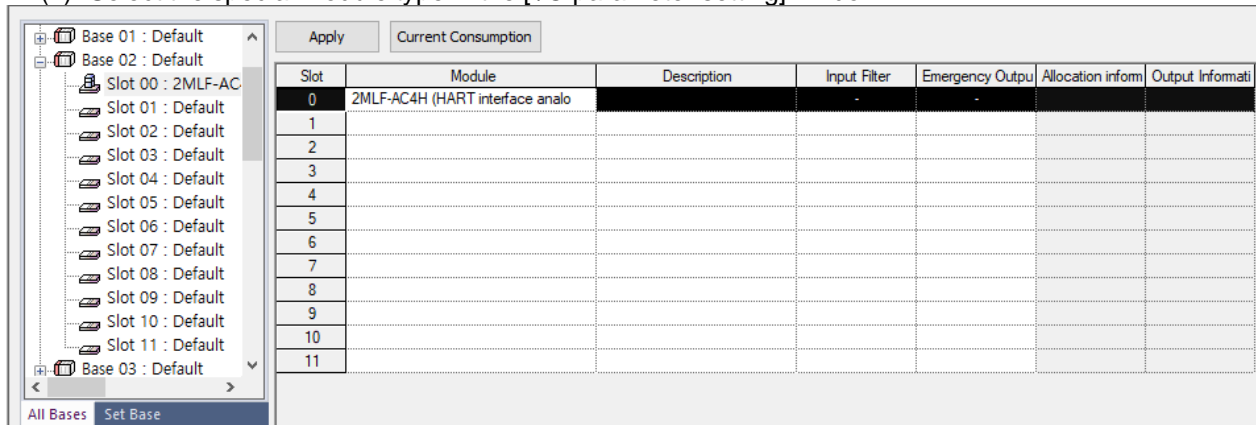 Base 01 : Default
Base 02 : Default
Slot 00 : 2MLF-AC
Slot 01 : Default
Slot 02 : Default
Slot 03 : Default
Slot 04 : Default
Slot 05 : Default
Slot 06 : Default
Slot 07 : Default
Slot 08 : Default
Slot 09 : Default
Slot 10 : Default
Slot 11 : Default
Base 03 : Default
All Bases Set Base
Apply Current Consumption
Slot Module Description Input Filter Emergency Outpu Allocation inform Output Informati
0 2MLF-AC4H (HART interface analo - -
1
2
3
4
5
6
7
8
9
10
11